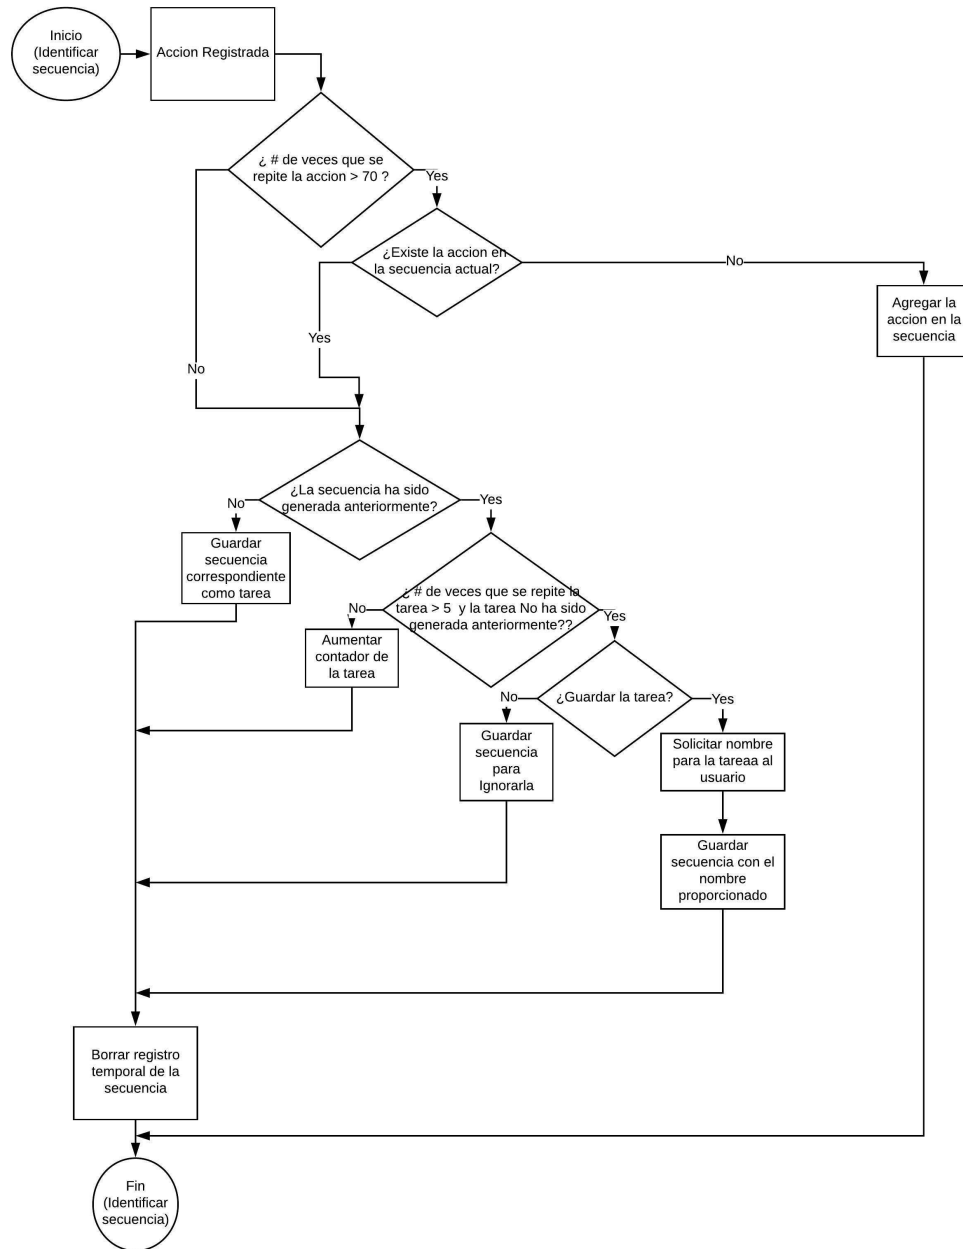 Inicio
(Identificar
secuencia)
Accion Registrada
¿ # de veces que se
repite la accion > 70 ?
Yes
¿Existe la accion en
la secuencia actual?
No
Agregar la
accion en la
secuencia
Yes
No
¿La secuencia ha sido
generada anteriormente?
No
Yes
Guardar
secuencia
correspondiente
como tarea
¿ # de veces que se repite la
tarea > 5 y la tarea No ha sido
generada anteriormente??
No
Yes
Aumentar
contador de
la tarea
¿Guardar la tarea?
No
Yes
Guardar
secuencia
para
Ignorarla
Solicitar nombre
para la tareaa al
usuario
Guardar
secuencia con el
nombre
proporcionado
Borrar registro
temporal de la
secuencia
Fin
(Identificar
secuencia)